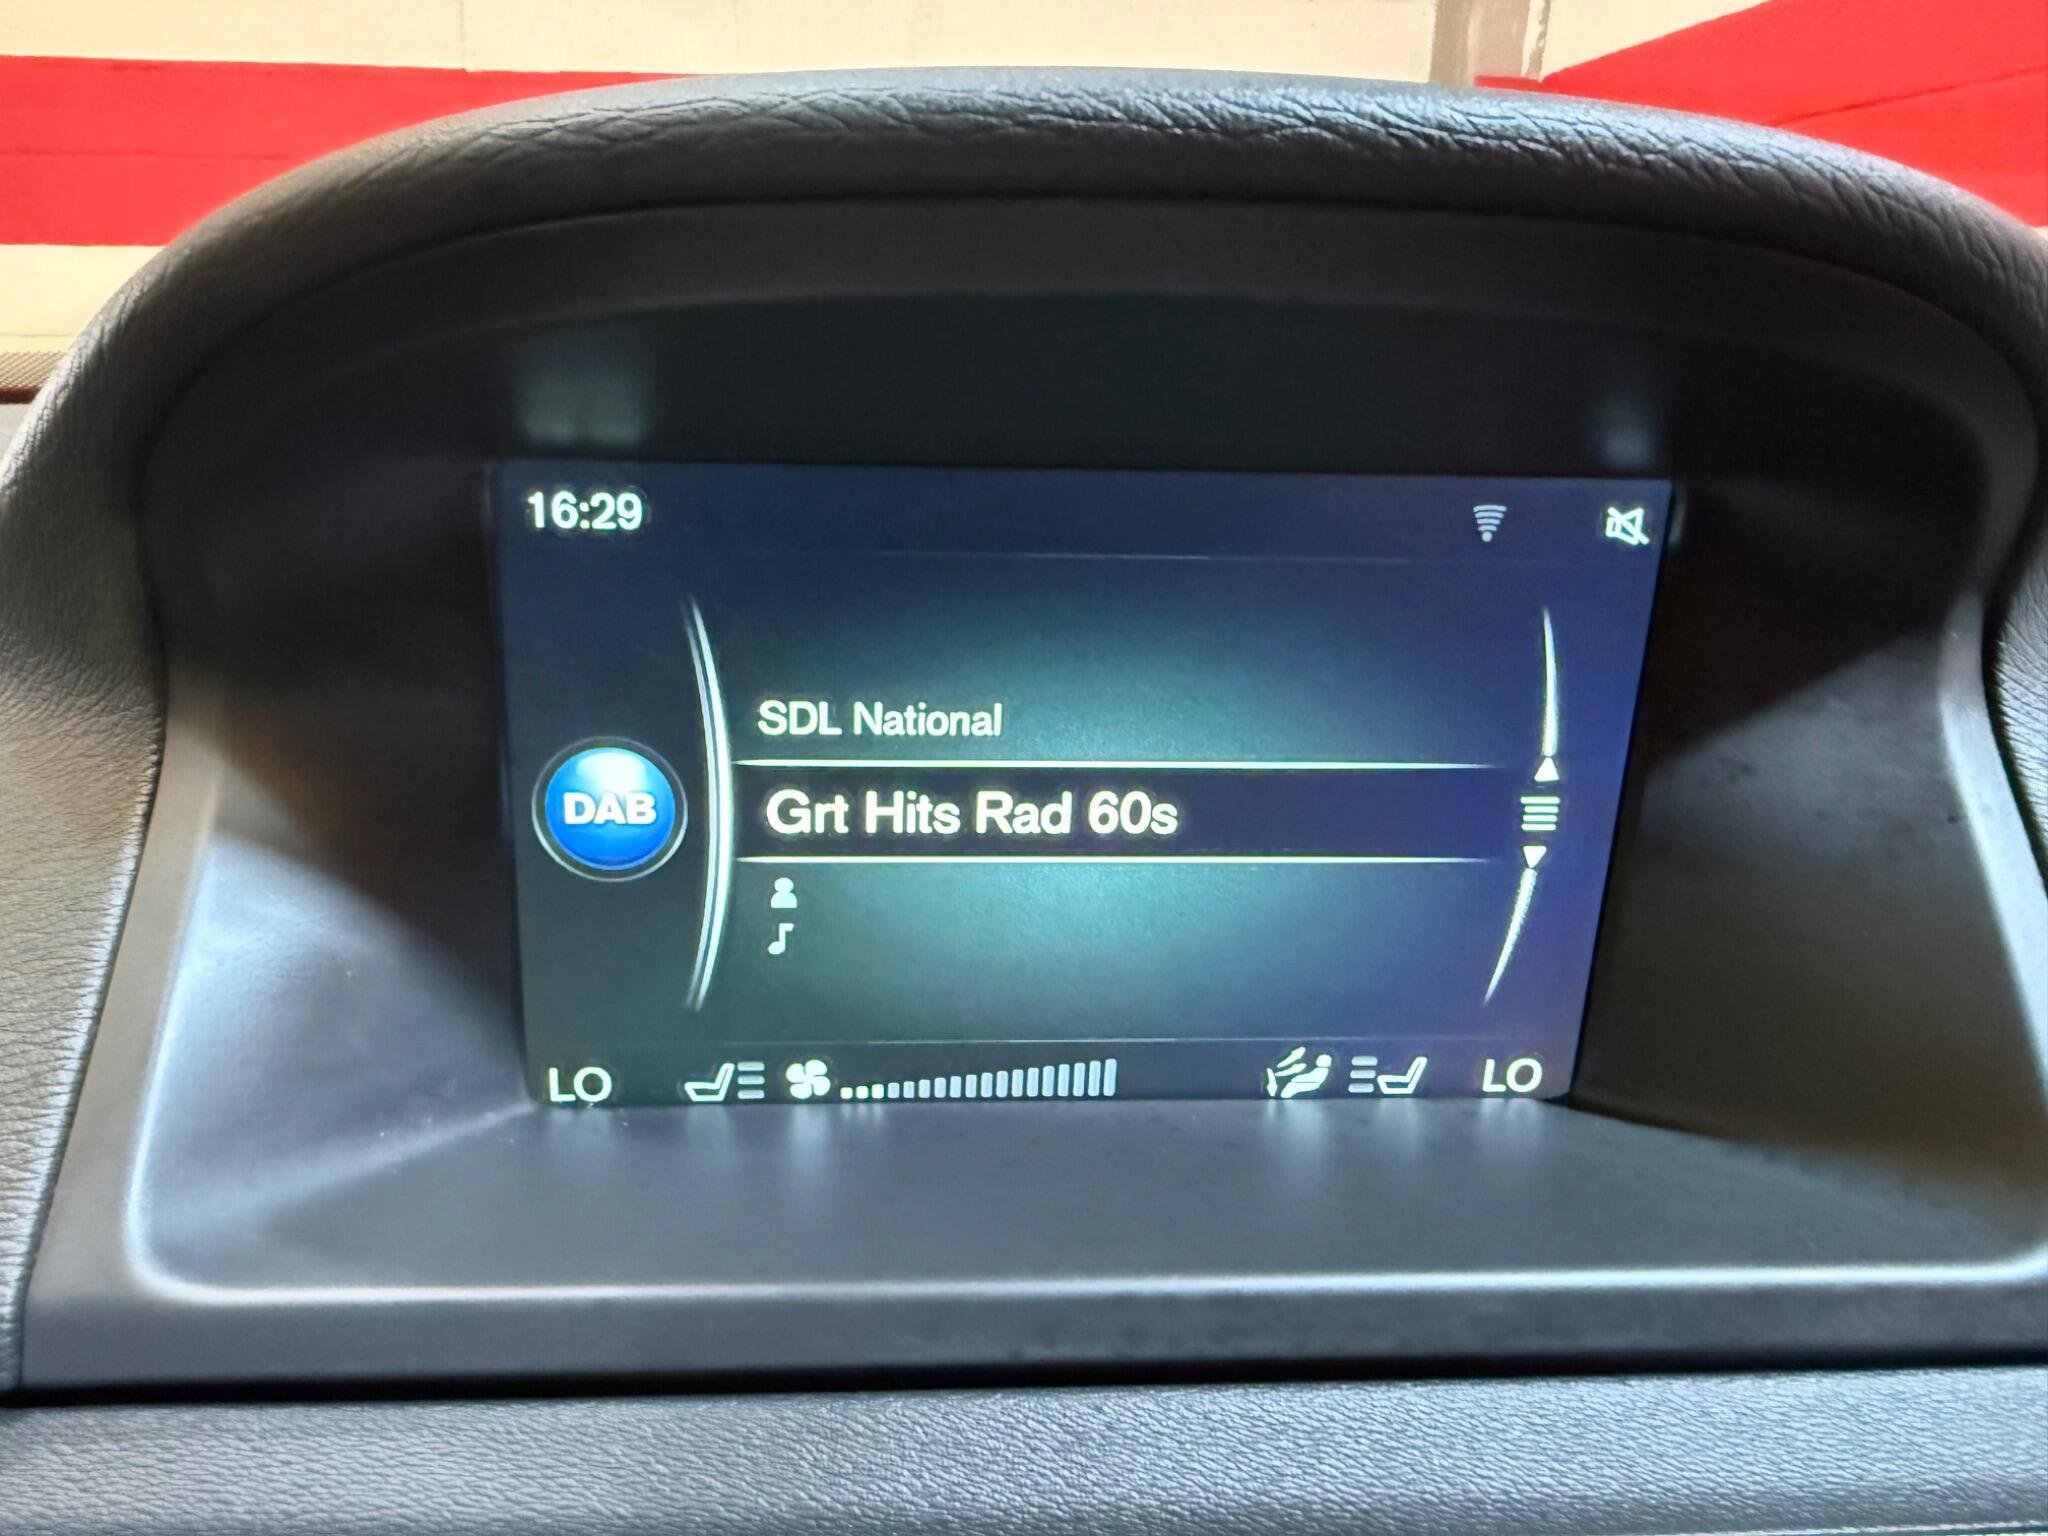 16:29
SDL National
DAB
Grt Hits Rad 60s
LO
LO